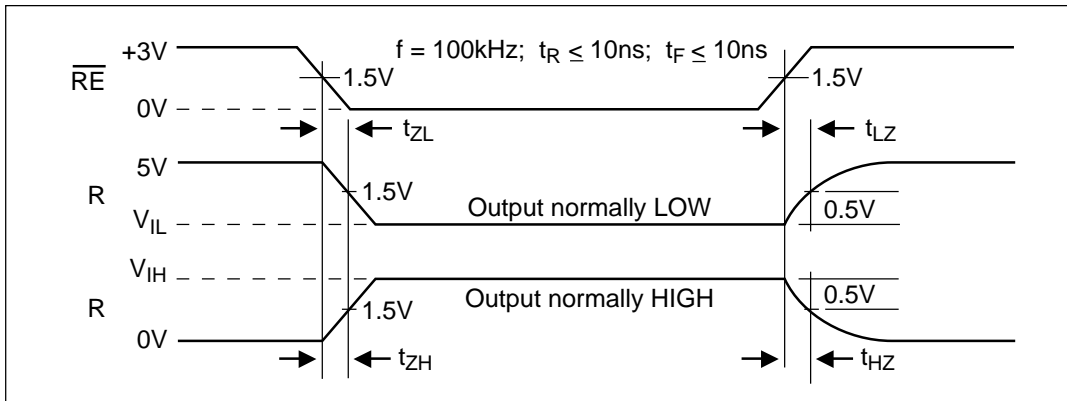 +3V
f = 100kHz; tR ≤ 10ns; tF ≤ 10ns
R̅E̅
1.5V
1.5V
0V
tZL
tLZ
5V
R
1.5V
Output normally LOW
0.5V
VIL
VIH
R
1.5V
Output normally HIGH
0.5V
0V
tZH
tHZ